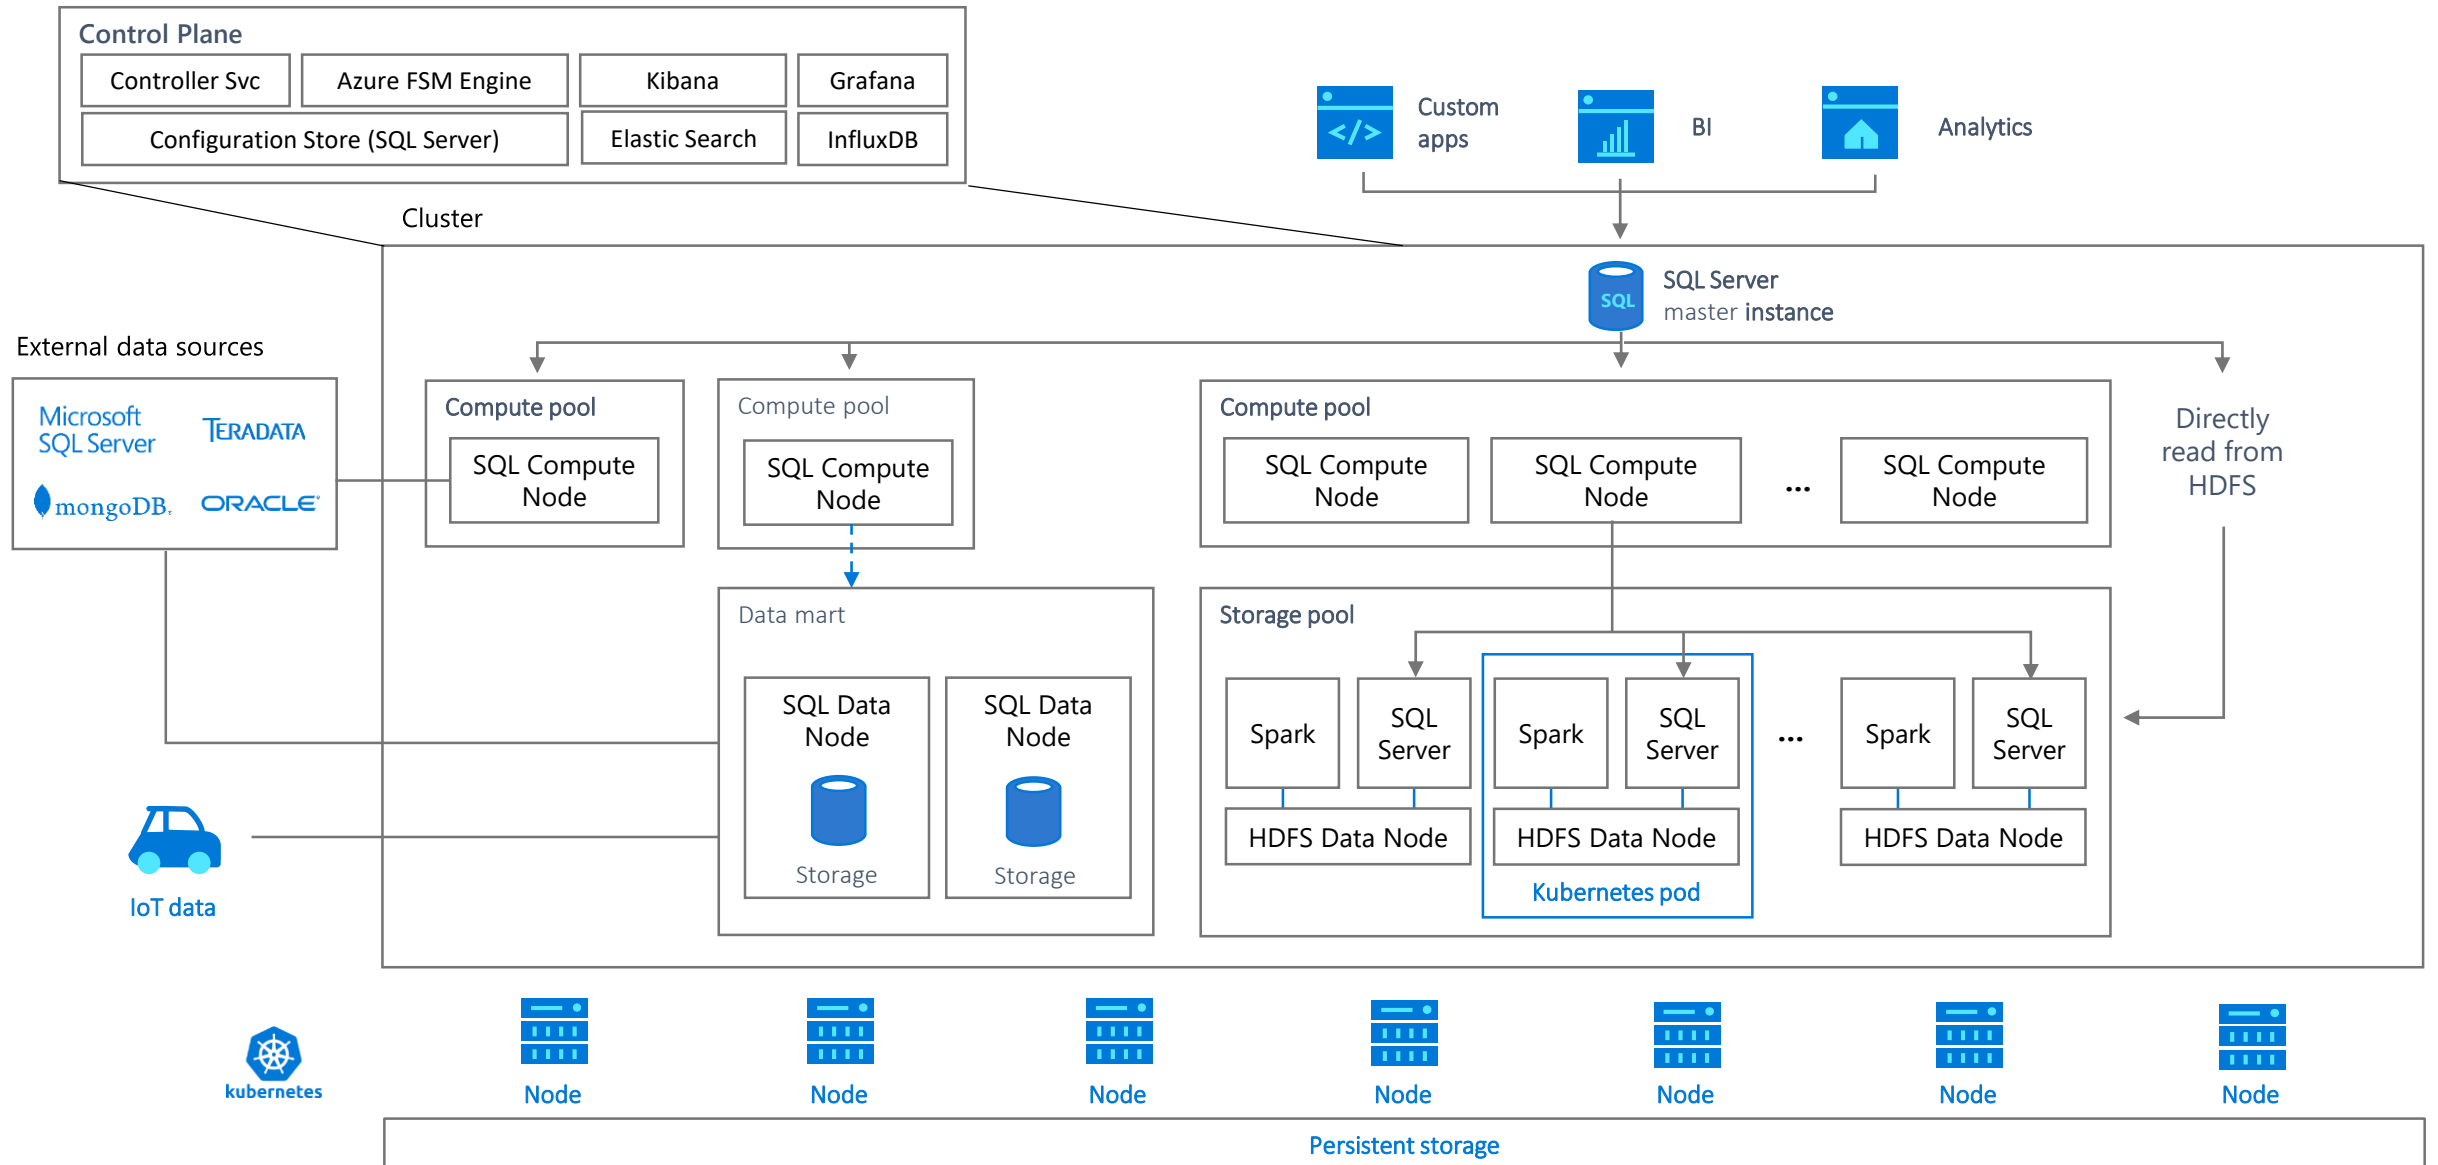 Control Plane
Controller Svc
Azure FSM Engine
Kibana
Grafana
Configuration Store (SQL Server)
Elastic Search
InfluxDB
Custom
apps
BI
Analytics
Cluster
SQL
SQL Server
master instance
External data sources
Microsoft
SQL Server
TERADATA
mongoDB
ORACLE
Compute pool
SQL Compute
Node
Compute pool
SQL Compute
Node
Compute pool
SQL Compute
Node
SQL Compute
Node
...
SQL Compute
Node
Directly
read from
HDFS
Data mart
SQL Data
Node
Storage
SQL Data
Node
Storage
Storage pool
Spark
SQL
Server
HDFS Data Node
Spark
SQL
Server
HDFS Data Node
Kubernetes pod
...
Spark
SQL
Server
HDFS Data Node
IoT data
kubernetes
Node
Node
Node
Node
Node
Node
Node
Persistent storage